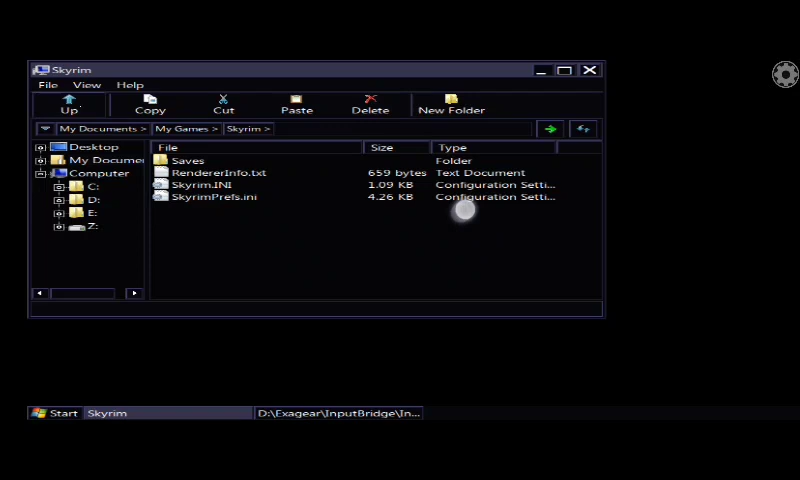 Skyrim
File View Help
Up Copy Cut Paste Delete New Folder
My Documents > My Games > Skyrim >
Desktop
My Docume
Computer
C:
D:
E:
Z:
File Size Type
Saves Folder
RendererInfo.txt 659 bytes Text Document
Skyrim.INI 1.09 KB Configuration Setti...
SkyrimPrefs.ini 4.26 KB Configuration Setti...
Start Skyrim D:\Exagear\InputBridge\In...